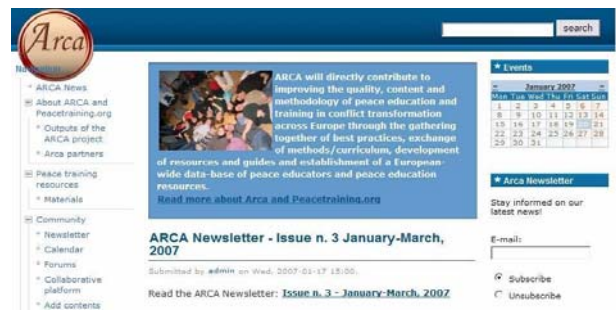 Arca
search
Navigation
ARCA News
About ARCA and
Peacetraining.org
Outputs of the
ARCA project
Arca partners
Peace training
resources
Materials
Community
Newsletter
Calendar
Forums
Collaborative
platform
Add contents
ARCA will directly contribute to
improving the quality, content and
methodology of peace education and
training in conflict transformation
across Europe through the gathering
together of best practices, exchange
of methods/curriculum, development
of resources and guides and establishment of a European-
wide data-base of peace educators and peace education
resources.
Read more about Arca and Peacetraining.org
ARCA Newsletter - Issue n. 3 January-March,
2007
Submitted by admin on Wed, 2007-01-17 15:00.
Read the ARCA Newsletter: Issue n. 3 - January-March, 2007
Events
« January 2007 »
Mon Tue Wed Thu Fri Sat Sun
1 2 3 4 5 6 7
8 9 10 11 12 13 14
15 16 17 18 19 20 21
22 23 24 25 26 27 28
29 30 31
Arca Newsletter
Stay informed on our
latest news!
E-mail:
Subscribe
Unsubscribe